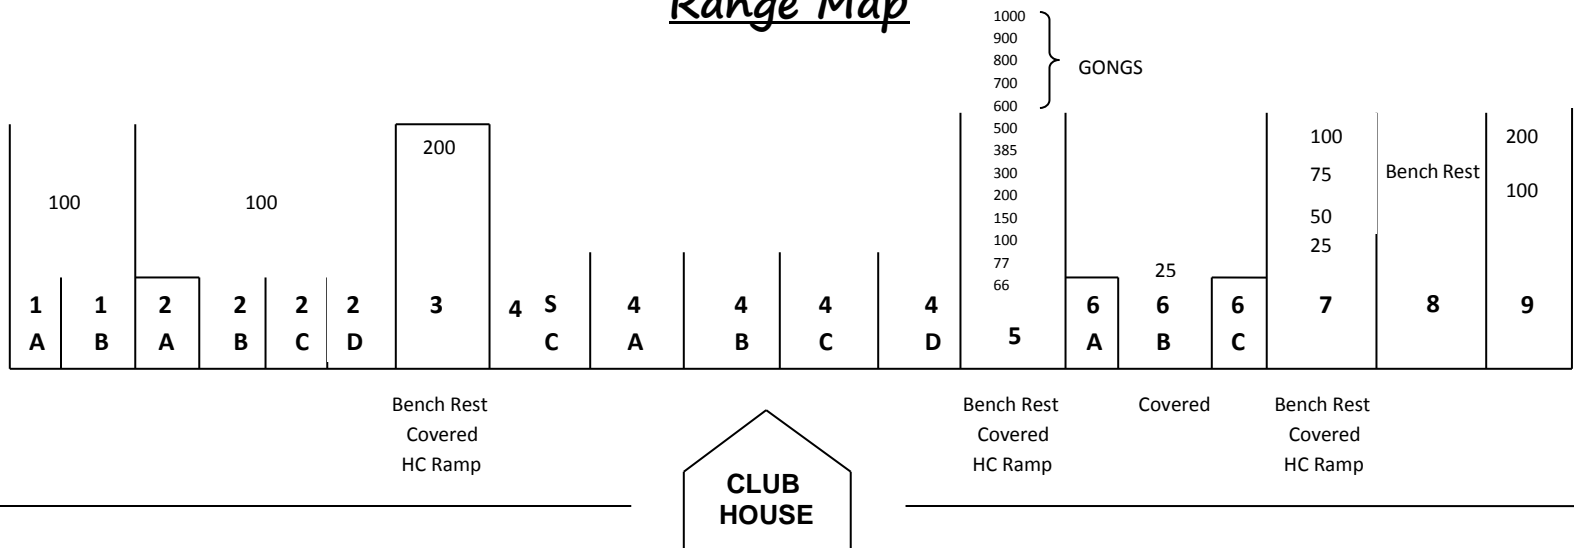 Range Map
1000
900
800
700
600
GONGS
500
385
300
200
150
100
77
66
100
100
200
25
100
75
50
25
Bench Rest
200
100
1 1 2 2 2 2 3 4 S 4 4 4 4 5 6 6 6 7 8 9
A B A B C D C A B C D A B C
Bench Rest
Covered
HC Ramp
Bench Rest
Covered
HC Ramp
Covered
Bench Rest
Covered
HC Ramp
CLUB
HOUSE